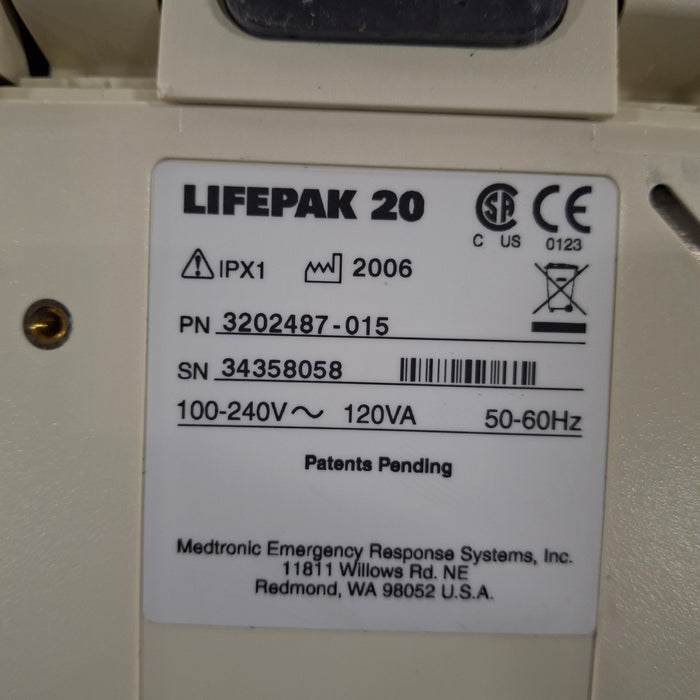 LIFEPAK 20
C US 0123
IPX1 2006
PN 3202487-015
SN 34358058
100-240V~ 120VA 50-60Hz
Patents Pending
Medtronic Emergency Response Systems, Inc.
11811 Willows Rd. NE
Redmond, WA 98052 U.S.A.